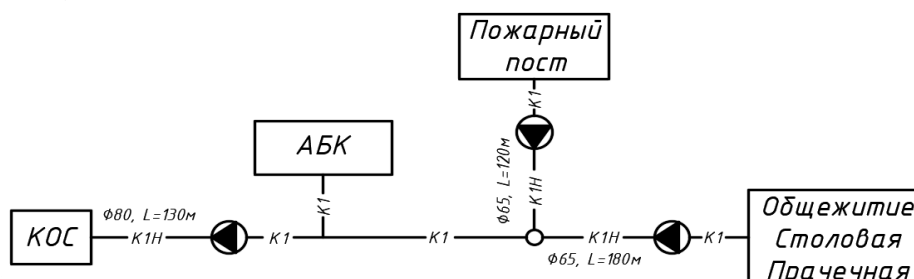 Пожарный
пост
К1
АБК
Ф65, L=120м
К1Н
К1
Ф80, L=130м
КОС
К1Н
К1
К1
К1Н
К1
Ф65, L=180м
Общежитие
Столовая
Прачечная